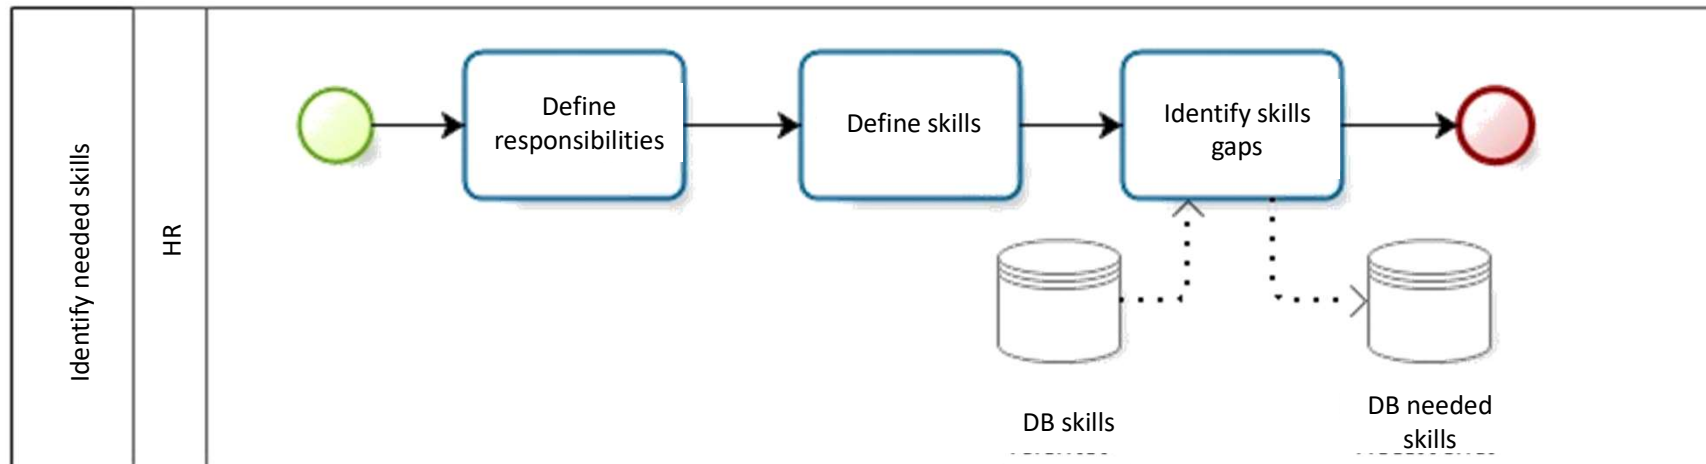 Identify needed skills
HR
Define
responsibilities
Define skills
Identify skills
gaps
DB skills
DB needed
skills